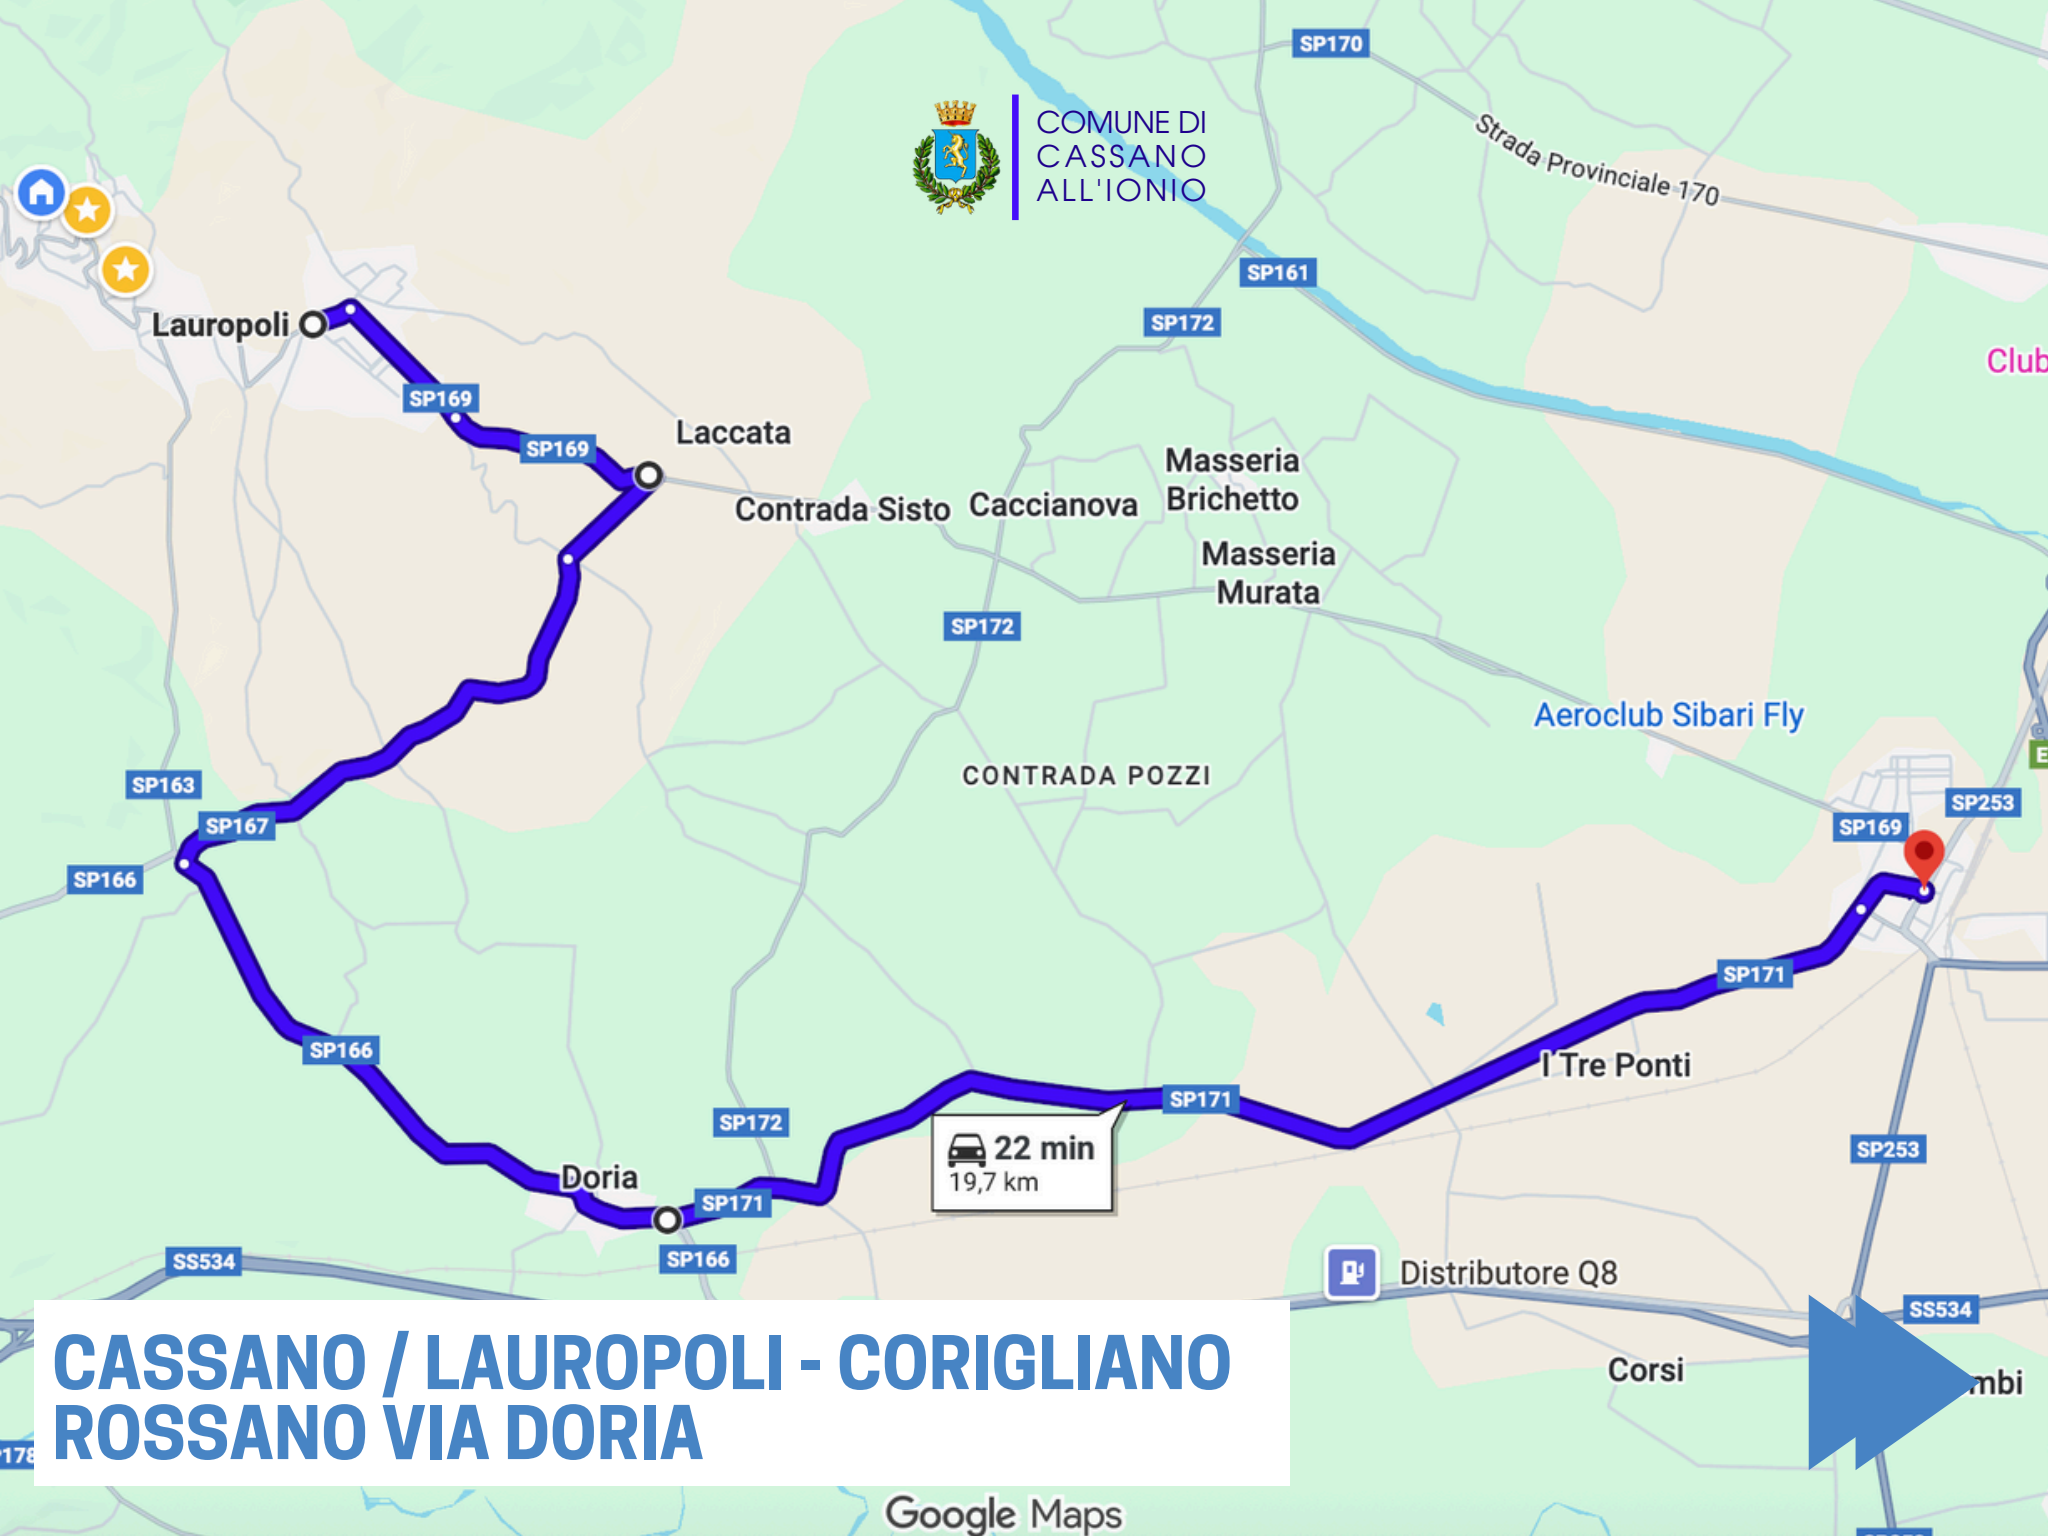 SP170
COMUNE DI
CASSANO
ALL'IONIO
Strada Provinciale 170
SP161
SP172
Lauropoli
Club
SP169
Laccata
SP169
Masseria
Brichetto
Contrada Sisto
Caccianova
Masseria
Murata
SP172
Aeroclub Sibari Fly
E
CONTRADA POZZI
SP163
SP253
SP167
SP169
SP166
SP171
SP166
I Tre Ponti
SP171
SP172
22 min
19,7 km
SP253
Doria
SP171
SP166
SS534
Distributore Q8
SS534
CASSANO / LAUROPOLI - CORIGLIANO
ROSSANO VIA DORIA
Corsi
mbi
178
Google Maps